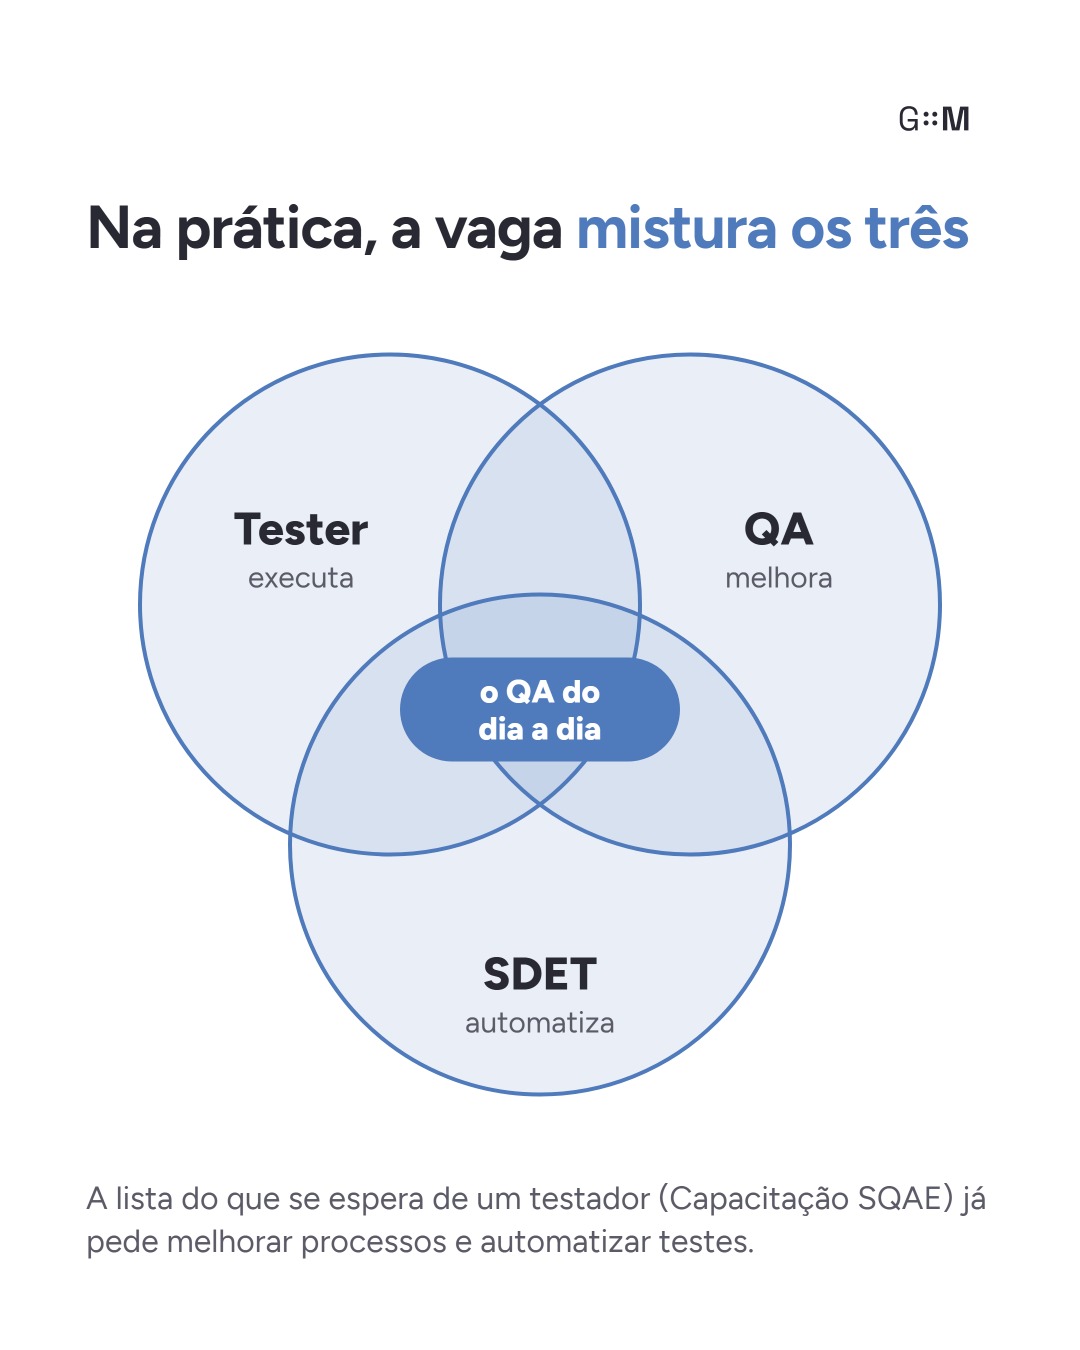 G::M
Na prática, a vaga mistura os três
Tester
executa
QA
melhora
o QA do
dia a dia
SDET
automatiza
A lista do que se espera de um testador (Capacitação SQAE) já
pede melhorar processos e automatizar testes.